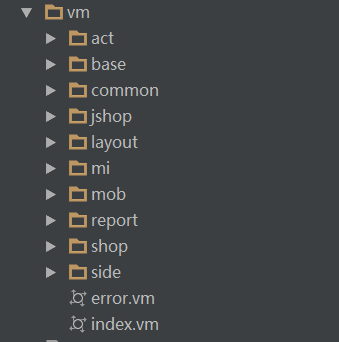 vm
act
base
common
jshop
layout
mi
mob
report
shop
side
error.vm
index.vm